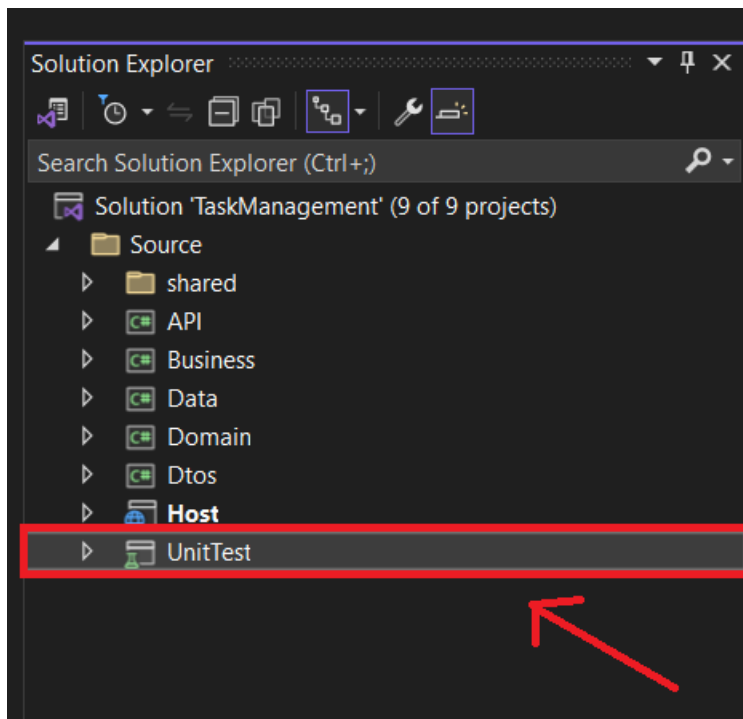 Solution Explorer
Search Solution Explorer (Ctrl+;)
Solution 'TaskManagement' (9 of 9 projects)
Source
shared
C# API
C# Business
C# Data
C# Domain
C# Dtos
Host
UnitTest